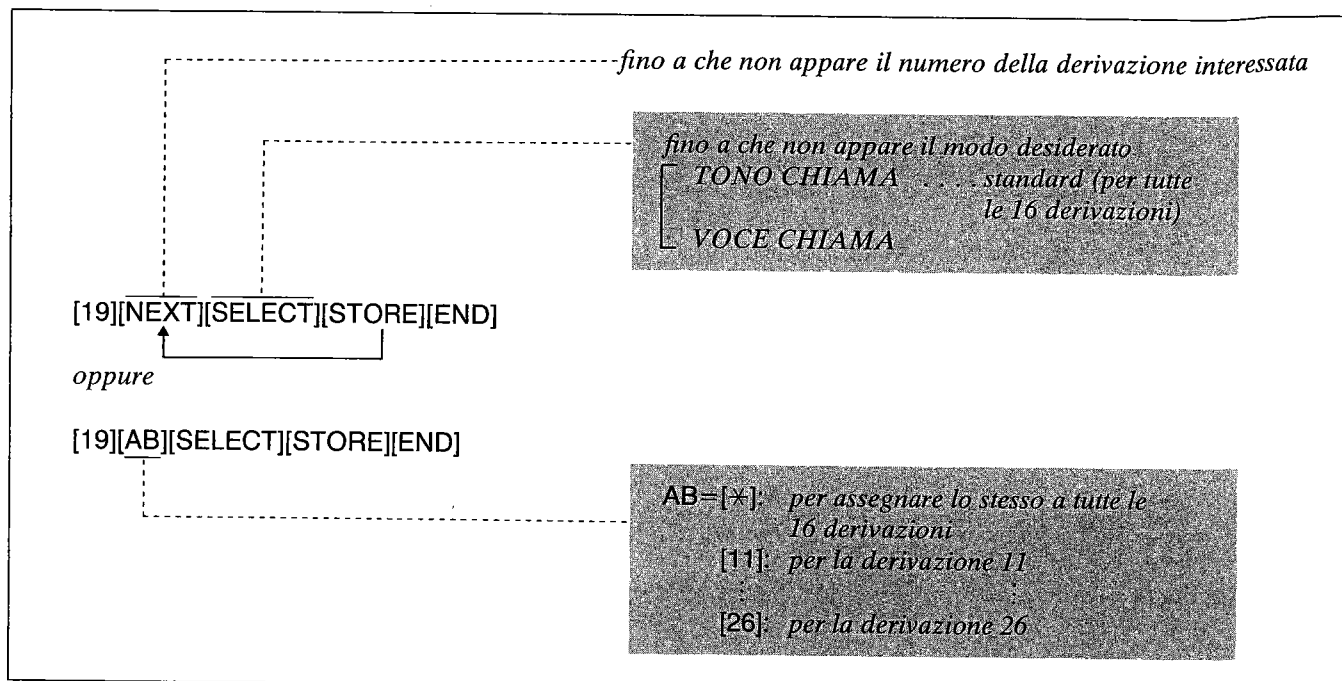 fino a che non appare il numero della derivazione interessata
fino a che non appare il modo desiderato
TONO CHIAMA . . . . standard (per tutte
le 16 derivazioni)
VOCE CHIAMA
[19][NEXT][SELECT][STORE][END]
oppure
[19][AB][SELECT][STORE][END]
AB=[*]: per assegnare lo stesso a tutte le
16 derivazioni
[11]: per la derivazione 11
[26]: per la derivazione 26